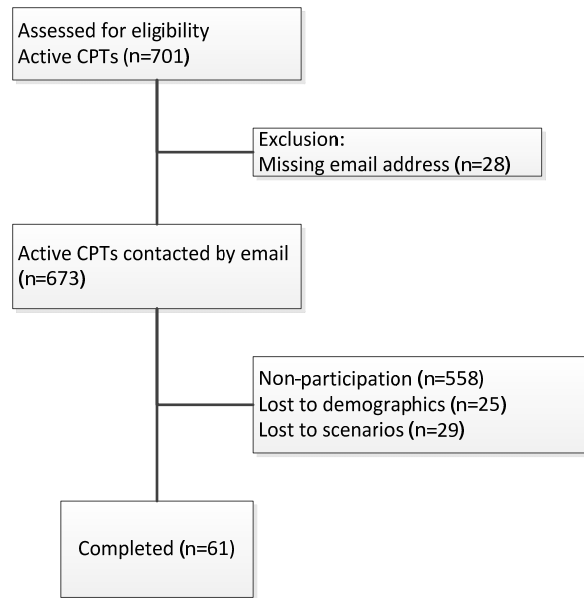 Assessed for eligibility
Active CPTs (n=701)
Exclusion:
Missing email address (n=28)
Active CPTs contacted by email
(n=673)
Non-participation (n=558)
Lost to demographics (n=25)
Lost to scenarios (n=29)
Completed (n=61)